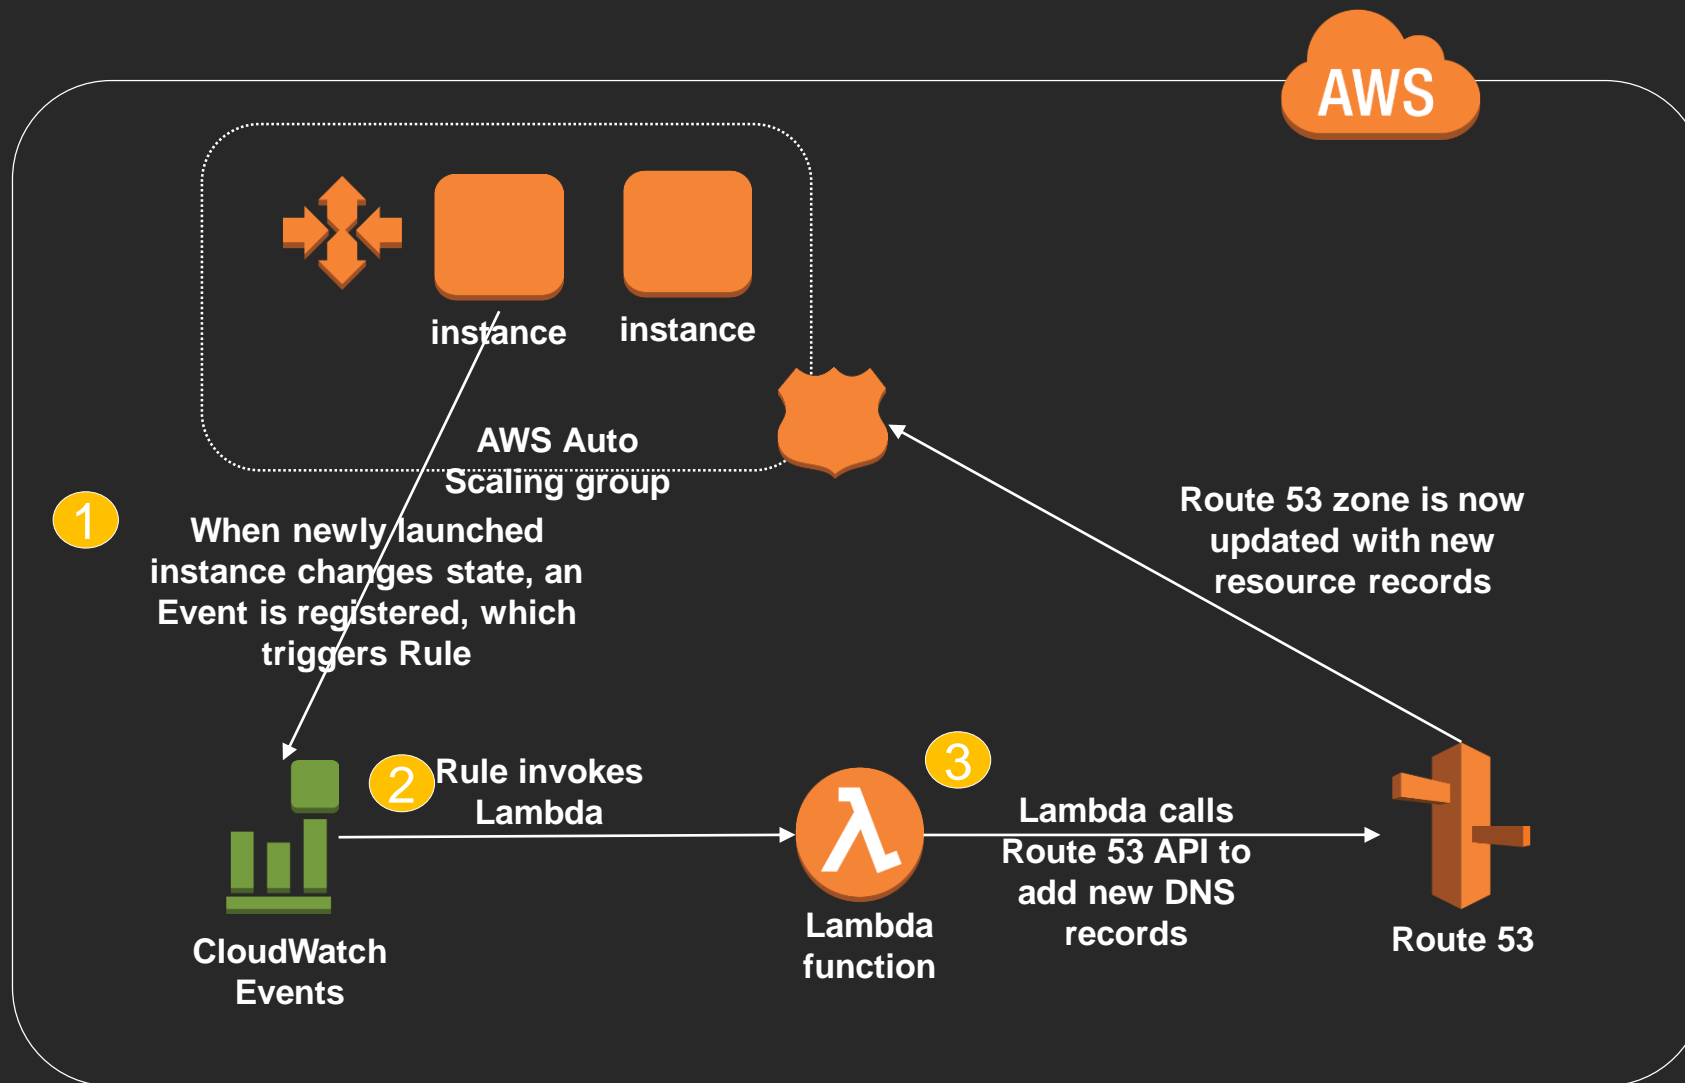 AWS
instance
instance
AWS Auto
Scaling group
1
When newly launched
instance changes state, an
Event is registered, which
triggers Rule
Route 53 zone is now
updated with new
resource records
2
Rule invokes
Lambda
3
Lambda calls
Route 53 API to
add new DNS
records
CloudWatch
Events
λ
Lambda
function
Route 53